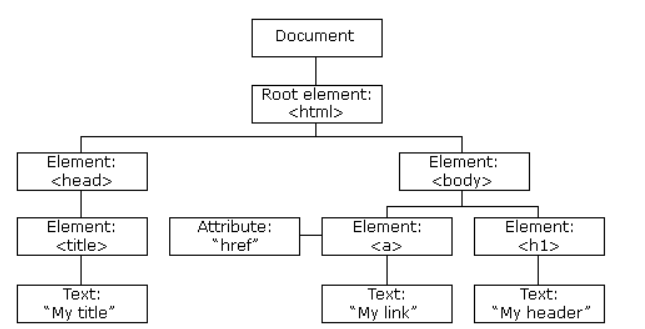 Document
Root element:
<html>
Element:
<head>
Element:
<body>
Element:
<title>
Attribute:
“href”
Element:
<a>
Element:
<h1>
Text:
“My title”
Text:
“My link”
Text:
“My header”